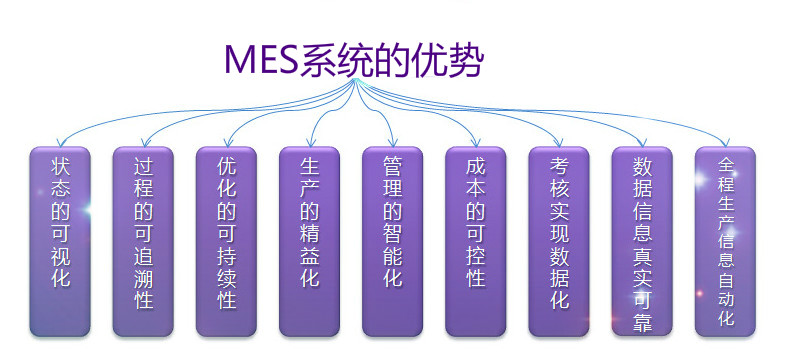 MES系统的优势
状态的可视化
过程的可追溯性
优化的可持续性
生产的精益化
管理的智能化
成本的可控性
考核实现数据化
数据信息真实可靠
全程生产信息自动化